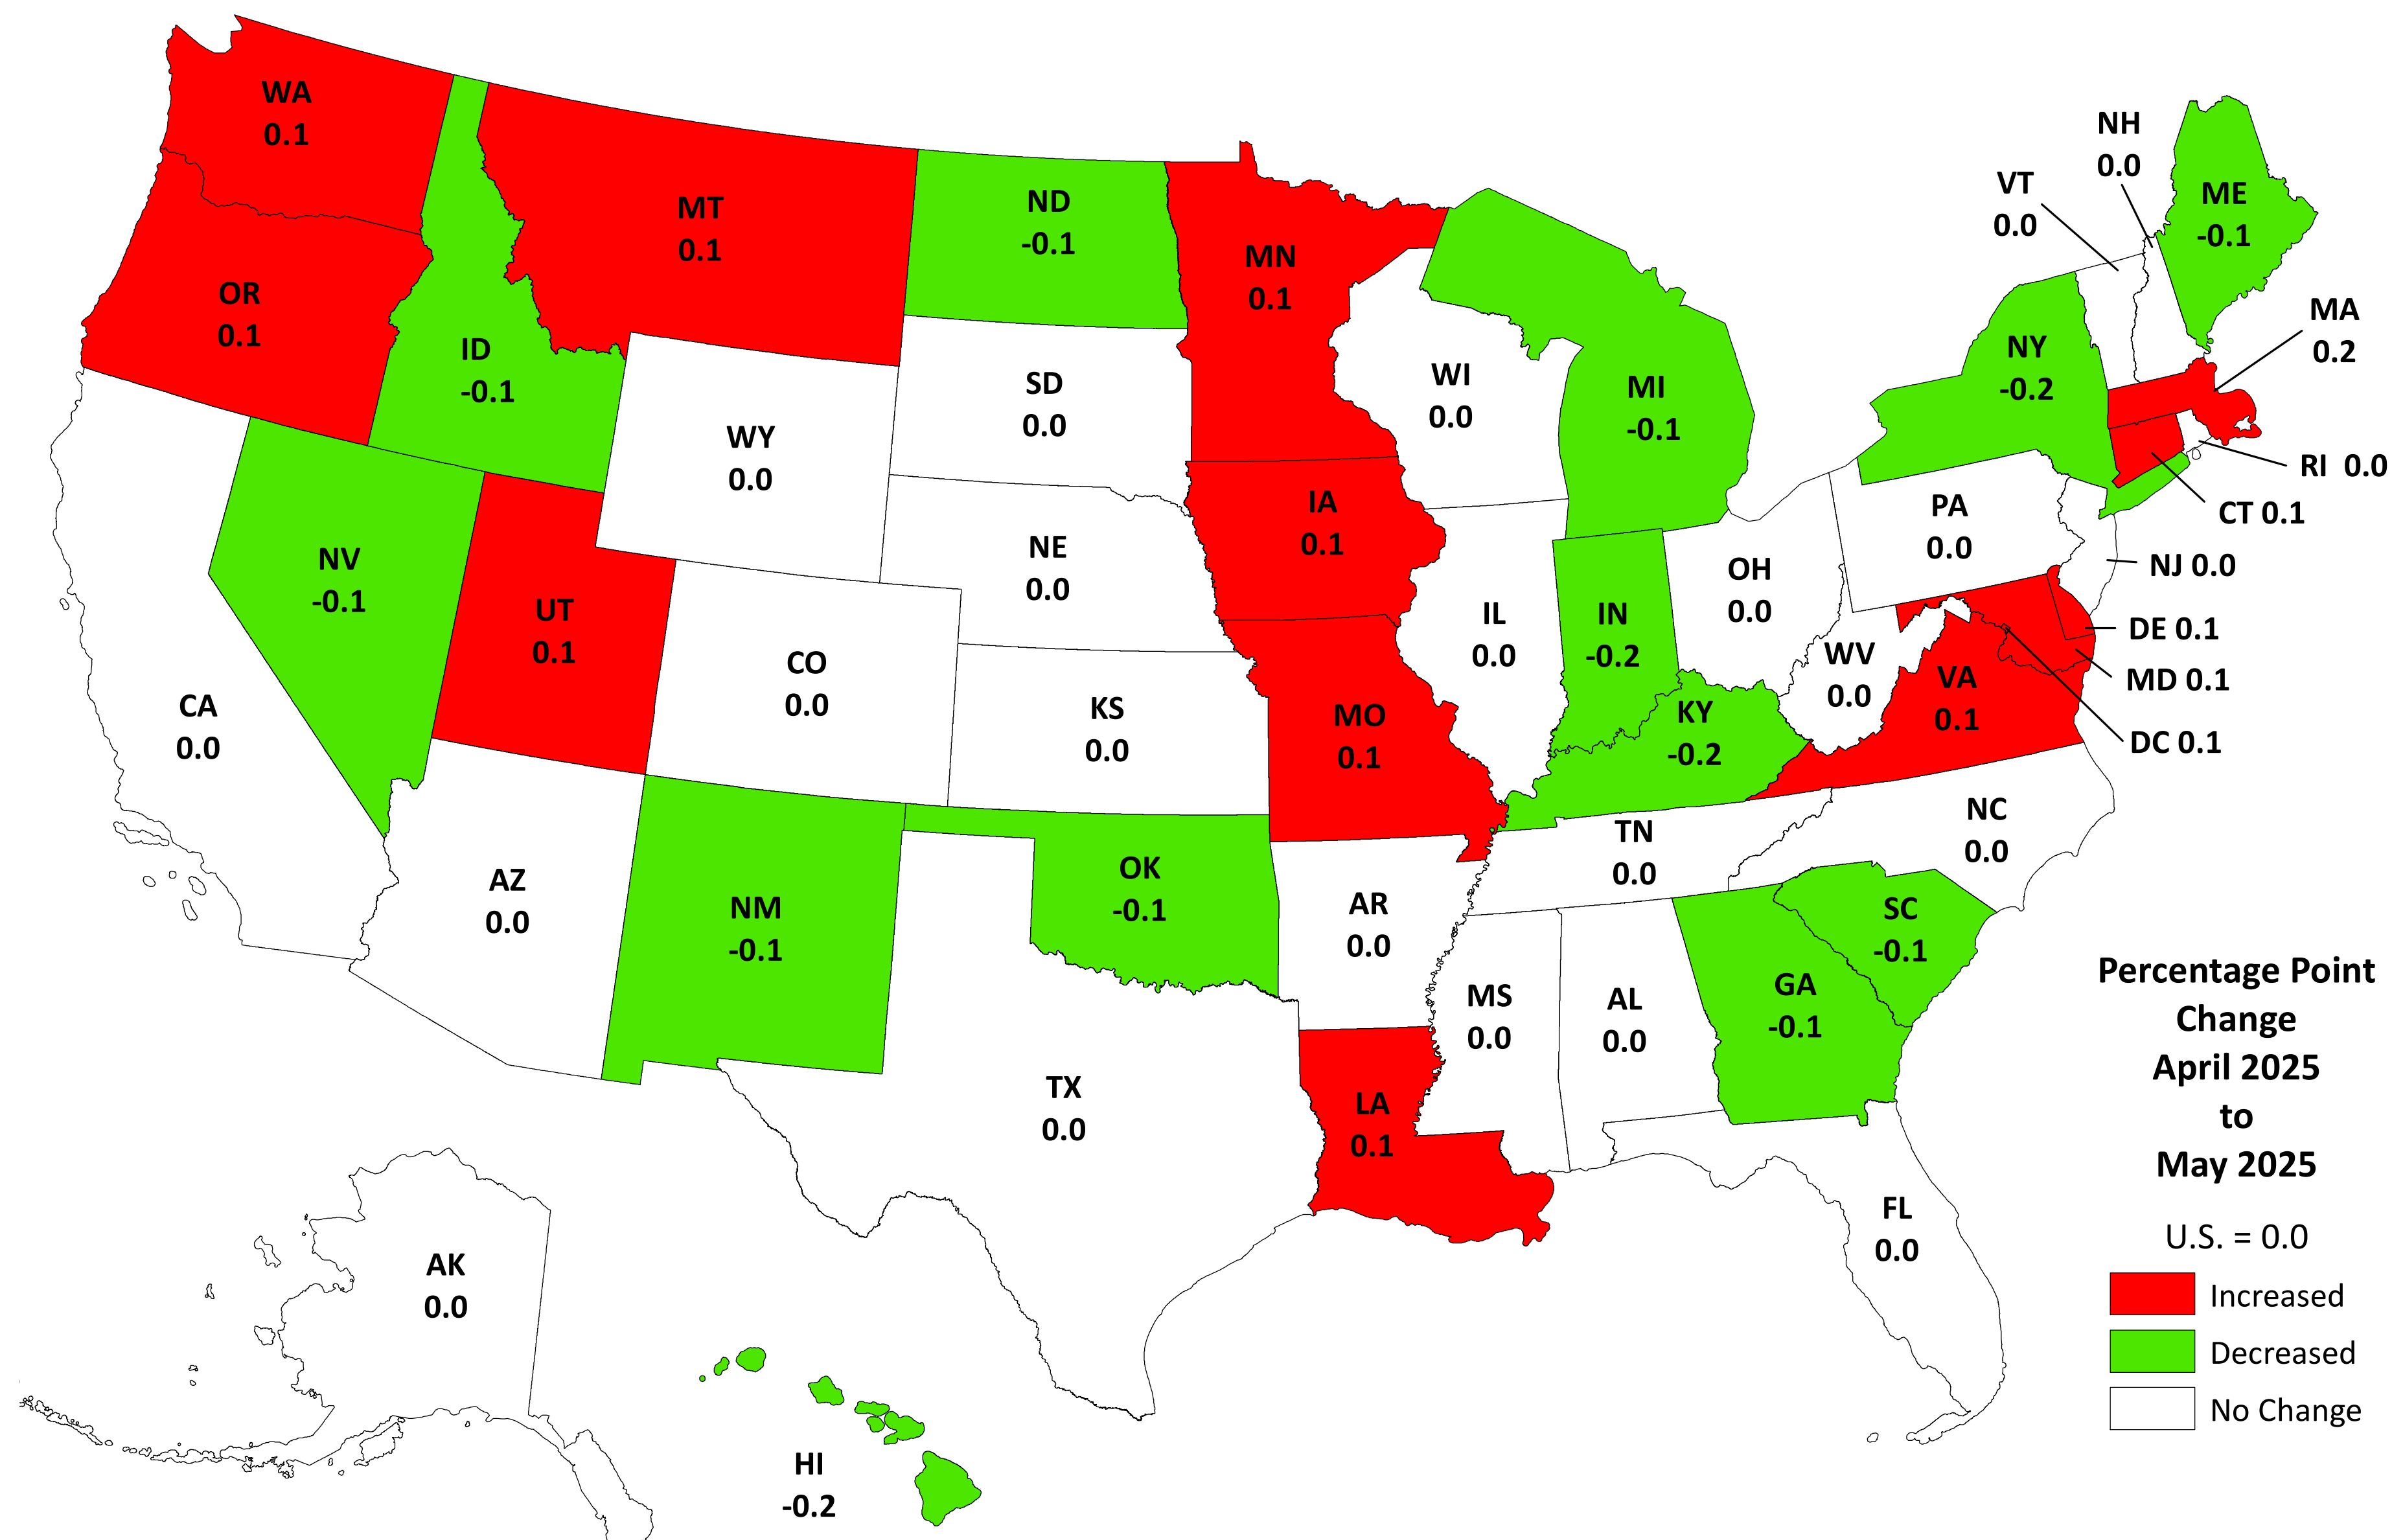 WA
0.1
OR
0.1
ID
-0.1
MT
0.1
ND
-0.1
MN
0.1
SD
0.0
WY
0.0
WI
0.0
MI
-0.1
VT
0.0
NH
0.0
ME
-0.1
NY
-0.2
MA
0.2
RI 0.0
CT 0.1
PA
0.0
NJ 0.0
DE 0.1
MD 0.1
DC 0.1
NV
-0.1
UT
0.1
CA
0.0
CO
0.0
NE
0.0
KS
0.0
IA
0.1
MO
0.1
IL
0.0
IN
-0.2
OH
0.0
WV
0.0
VA
0.1
KY
-0.2
TN
0.0
NC
0.0
SC
-0.1
GA
-0.1
AZ
0.0
NM
-0.1
OK
-0.1
AR
0.0
TX
0.0
LA
0.1
MS
0.0
AL
0.0
FL
0.0
AK
0.0
HI
-0.2
Percentage Point
Change
April 2025
to
May 2025
U.S. = 0.0
Increased
Decreased
No Change